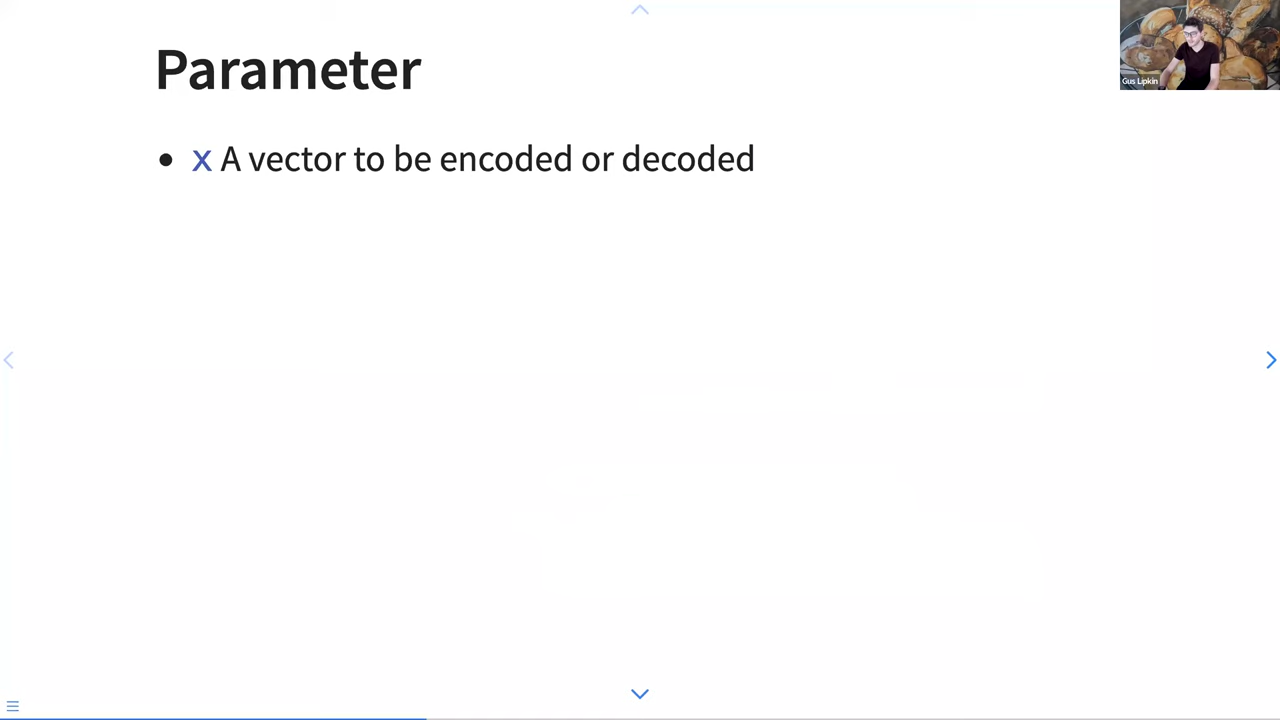 Parameter
• x A vector to be encoded or decoded
Gus Lipkin